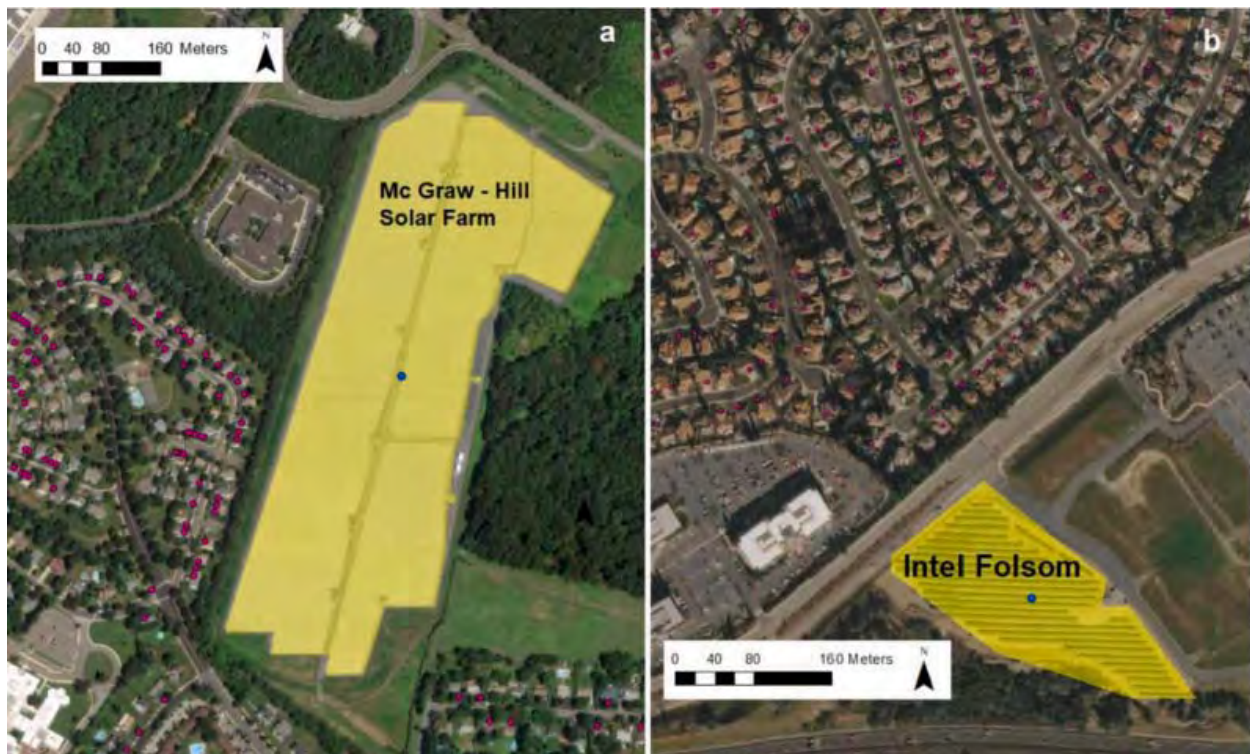 0 40 80 160 Meters
N
a
Mc Graw - Hill
Solar Farm
b
Intel Folsom
0 40 80 160 Meters
N